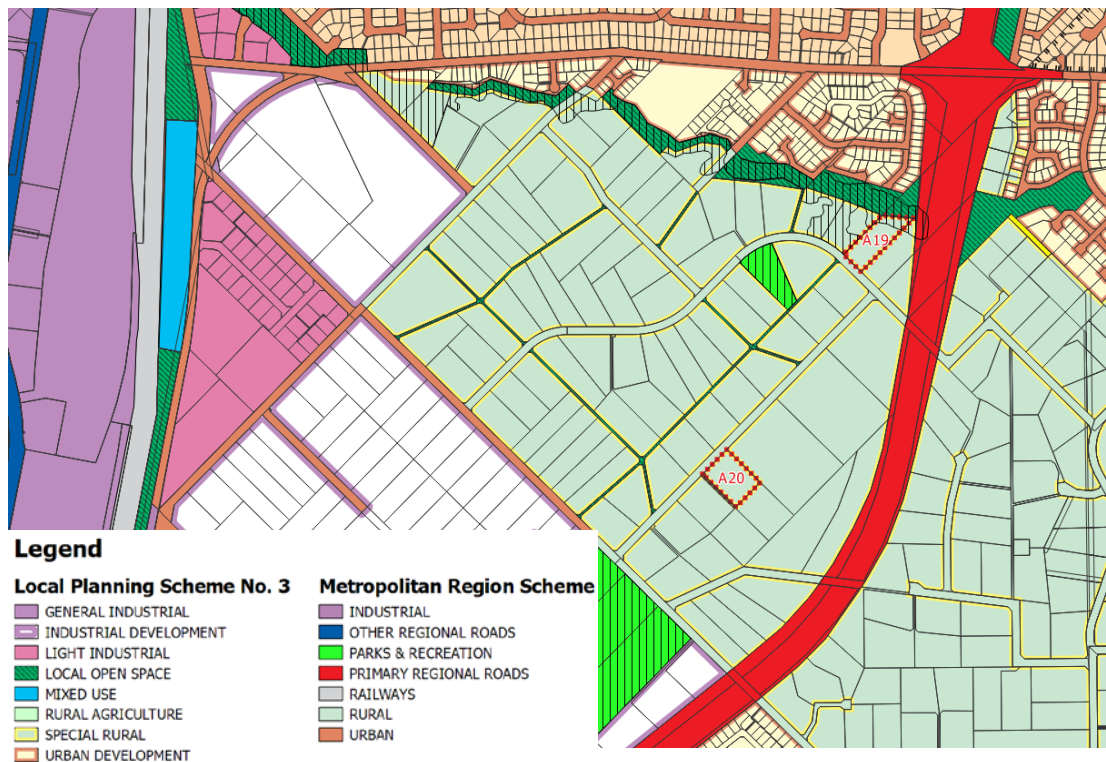 A19
A20
Legend
Local Planning Scheme No. 3
GENERAL INDUSTRIAL
INDUSTRIAL DEVELOPMENT
LIGHT INDUSTRIAL
LOCAL OPEN SPACE
MIXED USE
RURAL AGRICULTURE
SPECIAL RURAL
URBAN DEVELOPMENT
Metropolitan Region Scheme
INDUSTRIAL
OTHER REGIONAL ROADS
PARKS & RECREATION
PRIMARY REGIONAL ROADS
RAILWAYS
RURAL
URBAN